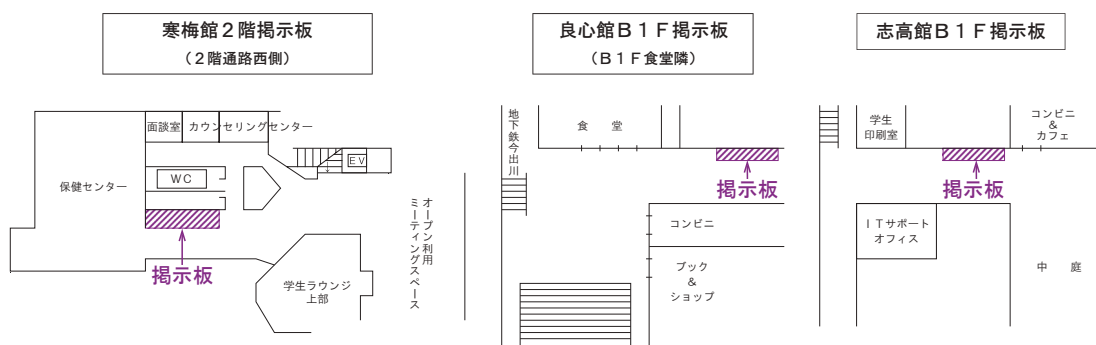 寒梅館２階掲示板
（２階通路西側）
面談室
カウンセリングセンター
EV
WC
保健センター
掲示板
学生ラウンジ
上部
オープン利用
ミーティングスペース
良心館Ｂ１Ｆ掲示板
（Ｂ１Ｆ食堂隣）
地下鉄今出川
食　堂
掲示板
コンビニ
ブック
＆
ショップ
志高館Ｂ１Ｆ掲示板
学生
印刷室
コンビニ
＆
カフェ
掲示板
ＩＴサポート
オフィス
中　庭